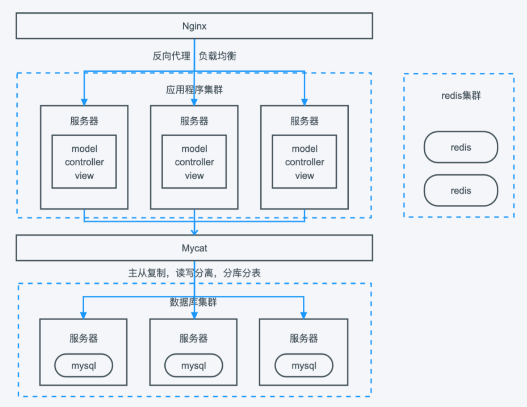 Nginx
反向代理 负载均衡
应用程序集群
redis集群
服务器
model
controller
view
服务器
model
controller
view
服务器
model
controller
view
redis
redis
Mycat
主从复制，读写分离，分库分表
数据库集群
服务器
mysql
服务器
mysql
服务器
mysql